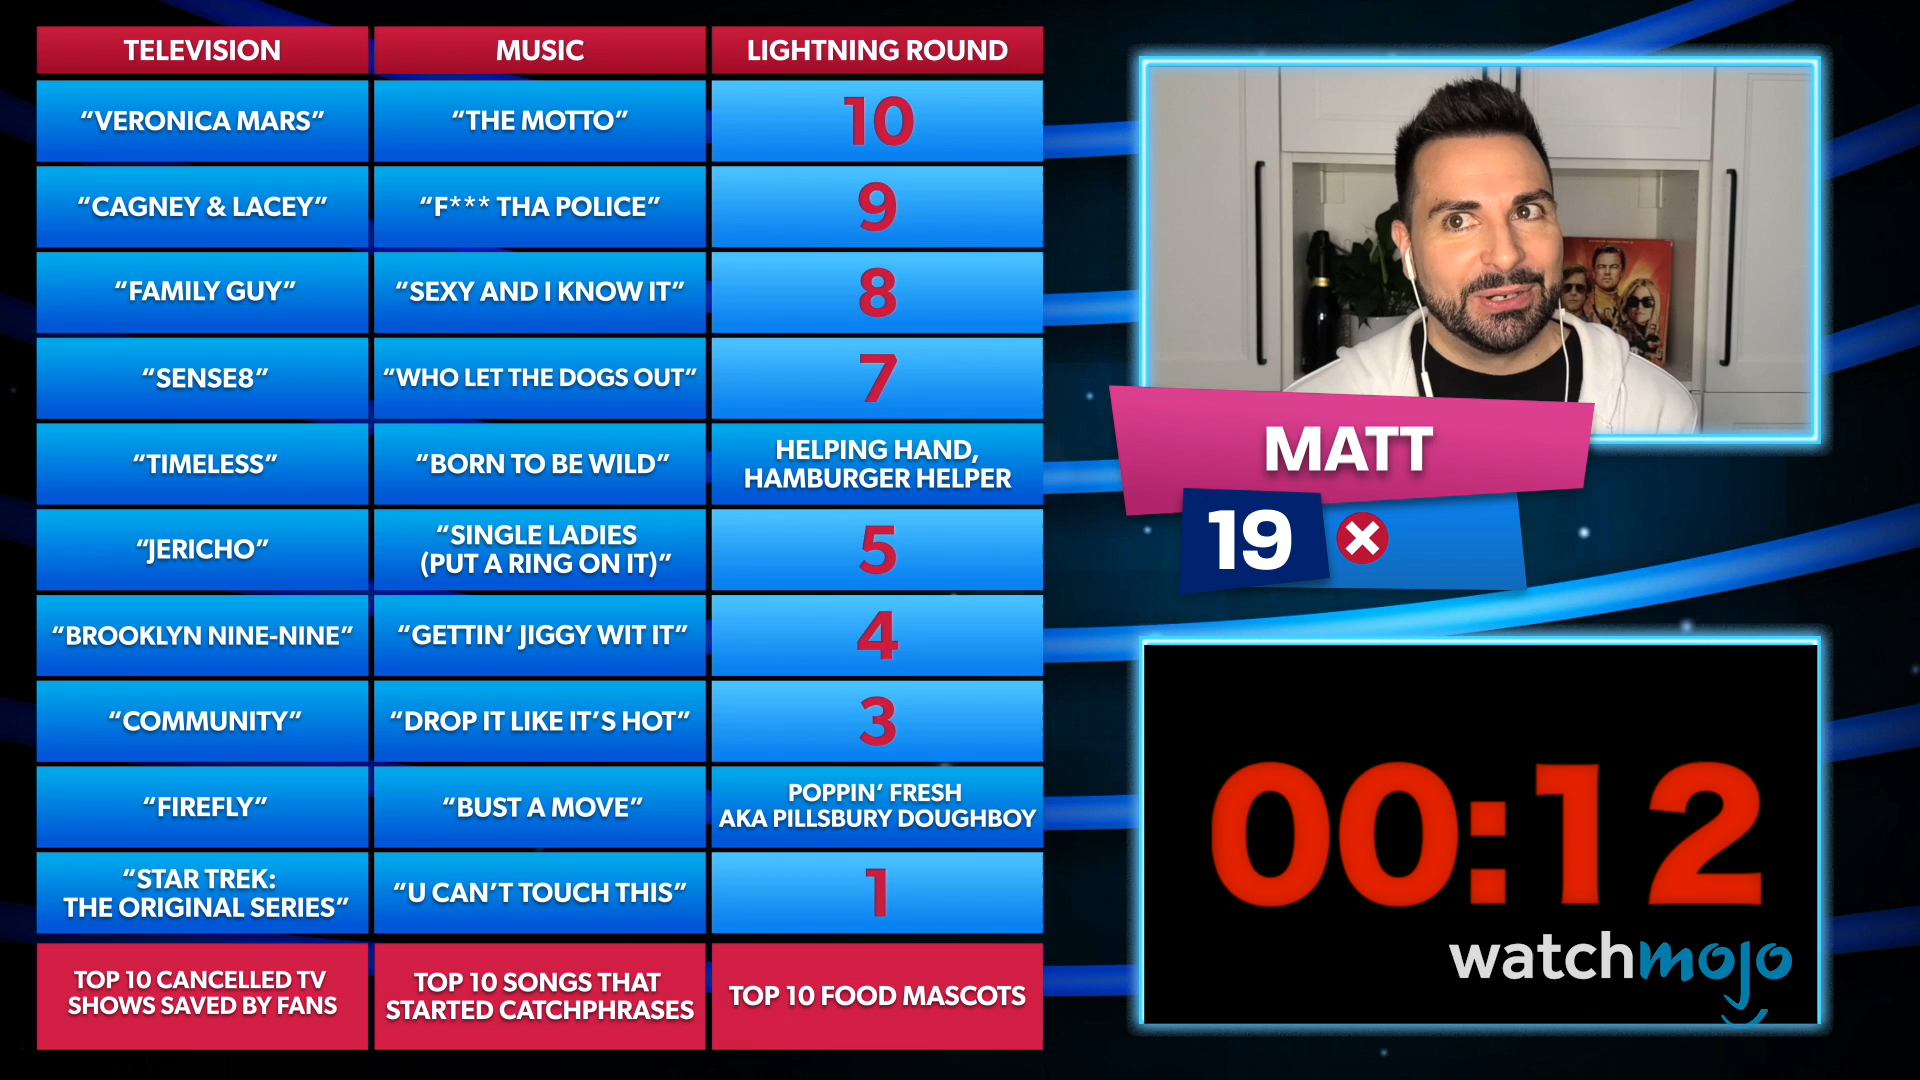 TELEVISION
MUSIC
LIGHTNING ROUND
“VERONICA MARS”
“THE MOTTO”
10
“CAGNEY & LACEY”
“F*** THA POLICE”
9
“FAMILY GUY”
“SEXY AND I KNOW IT”
8
“SENSE8”
“WHO LET THE DOGS OUT”
7
“TIMELESS”
“BORN TO BE WILD”
HELPING HAND,
HAMBURGER HELPER
“JERICHO”
“SINGLE LADIES
(PUT A RING ON IT)”
5
“BROOKLYN NINE-NINE”
“GETTIN’ JIGGY WIT IT”
4
“COMMUNITY”
“DROP IT LIKE IT’S HOT”
3
“FIREFLY”
“BUST A MOVE”
POPPIN’ FRESH
AKA PILLSBURY DOUGHBOY
“STAR TREK:
THE ORIGINAL SERIES”
“U CAN’T TOUCH THIS”
1
TOP 10 CANCELLED TV
SHOWS SAVED BY FANS
TOP 10 SONGS THAT
STARTED CATCHPHRASES
TOP 10 FOOD MASCOTS
MATT
19
00:12
watchmojo